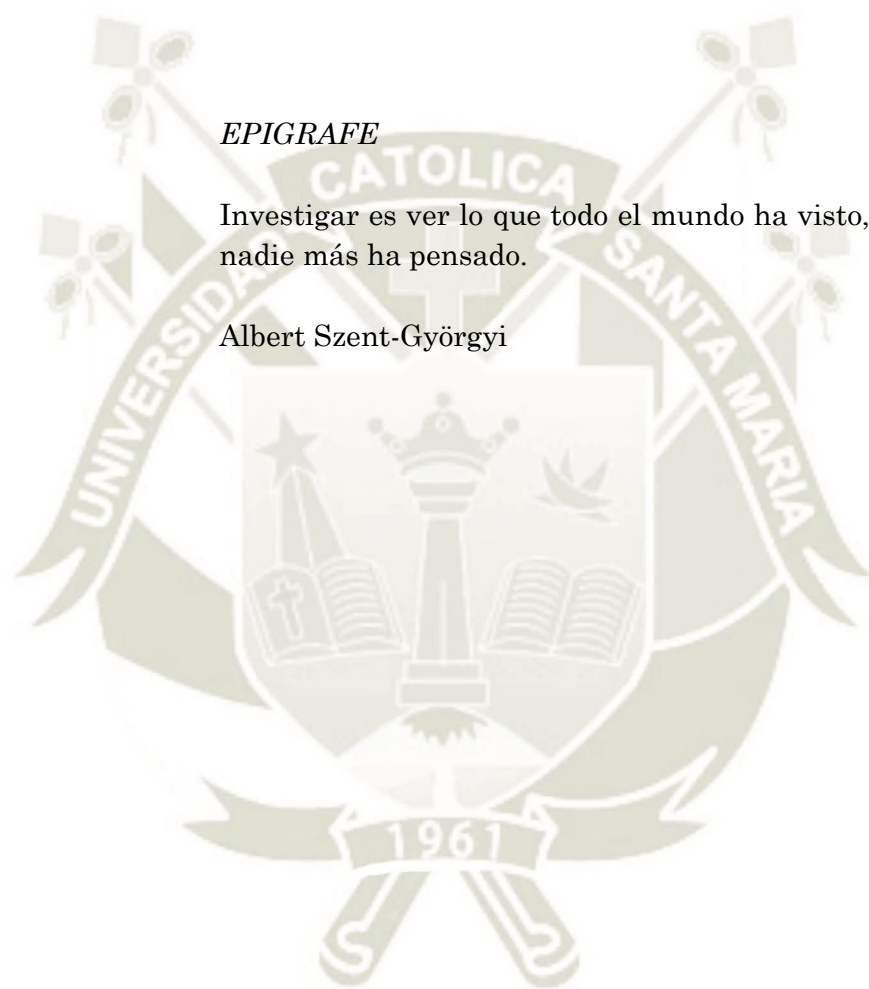 EPIGRAFE
Investigar es ver lo que todo el mundo ha visto,
nadie más ha pensado.
Albert Szent-Györgyi
UNIVERSIDAD CATOLICA SANTA MARIA
1961